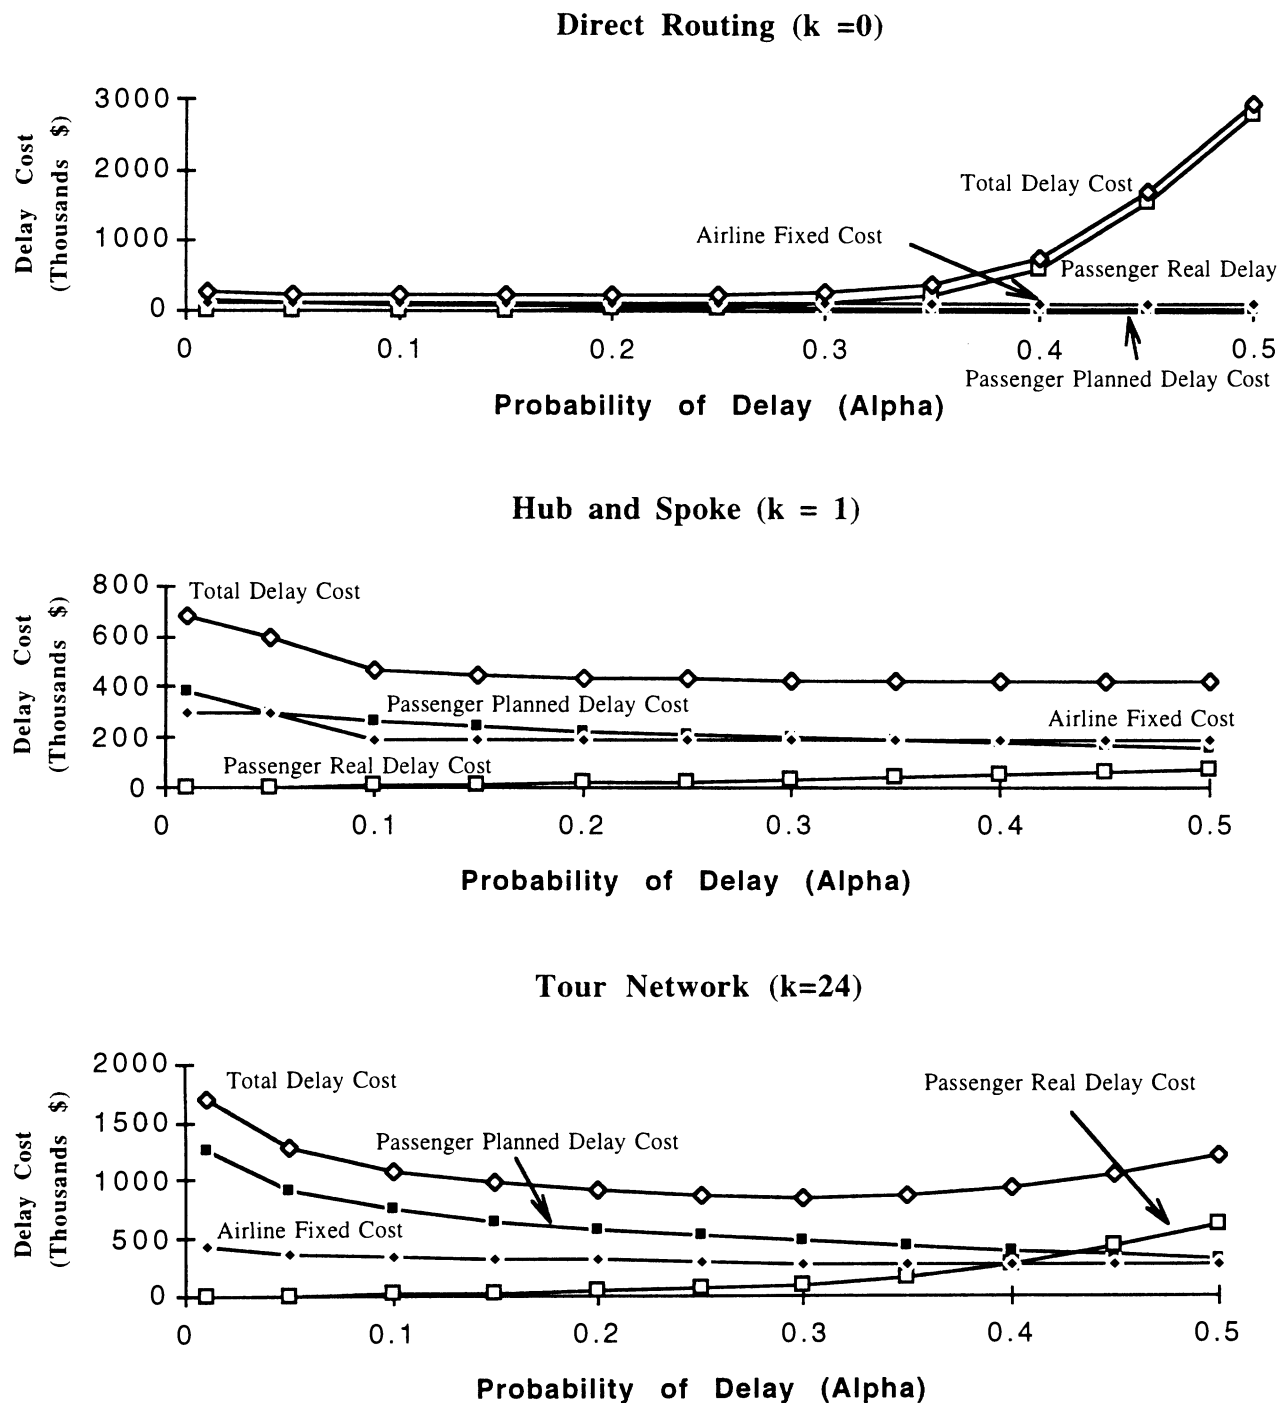 Direct Routing (k =0)
Delay Cost
(Thousands $)
3000
2000
1000
0
Total Delay Cost
Airline Fixed Cost
Passenger Real Delay
0 0.1 0.2 0.3 0.4 0.5
Passenger Planned Delay Cost
Probability of Delay (Alpha)
Hub and Spoke (k = 1)
Delay Cost
(Thousands $)
800
600
400
200
0
Total Delay Cost
Passenger Planned Delay Cost
Airline Fixed Cost
Passenger Real Delay Cost
0 0.1 0.2 0.3 0.4 0.5
Probability of Delay (Alpha)
Tour Network (k=24)
Delay Cost
(Thousands $)
2000
1500
1000
500
0
Total Delay Cost
Passenger Real Delay Cost
Passenger Planned Delay Cost
Airline Fixed Cost
0 0.1 0.2 0.3 0.4 0.5
Probability of Delay (Alpha)